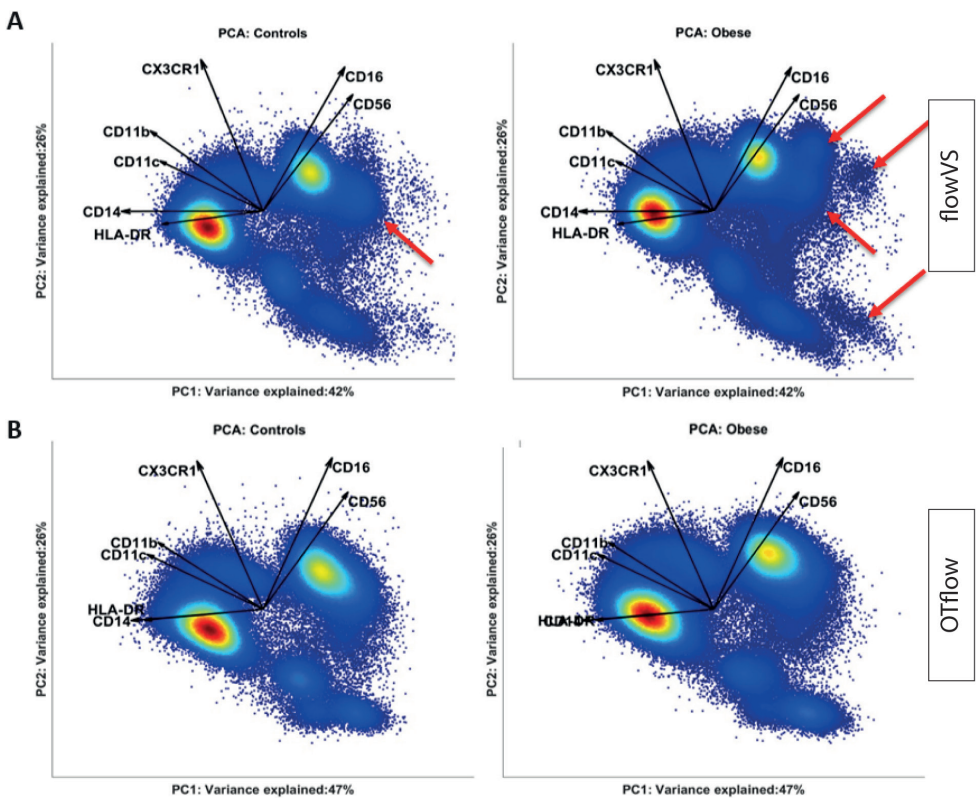 A
PCA: Controls
PCA: Obese
CX3CR1
CD16
CD56
CD11b
CD11c
CD14
HLA-DR
PC2: Variance explained:26%
PC1: Variance explained:42%
CX3CR1
CD16
CD56
CD11b
CD11c
CD14
HLA-DR
PC2: Variance explained:26%
PC1: Variance explained:42%
flowVS
B
PCA: Controls
PCA: Obese
CX3CR1
CD16
CD56
CD11b
CD11c
HLA-DR
CD14
PC2: Variance explained:26%
PC1: Variance explained:47%
CX3CR1
CD16
CD56
CD11b
CD11c
PC2: Variance explained:26%
PC1: Variance explained:47%
OTflow